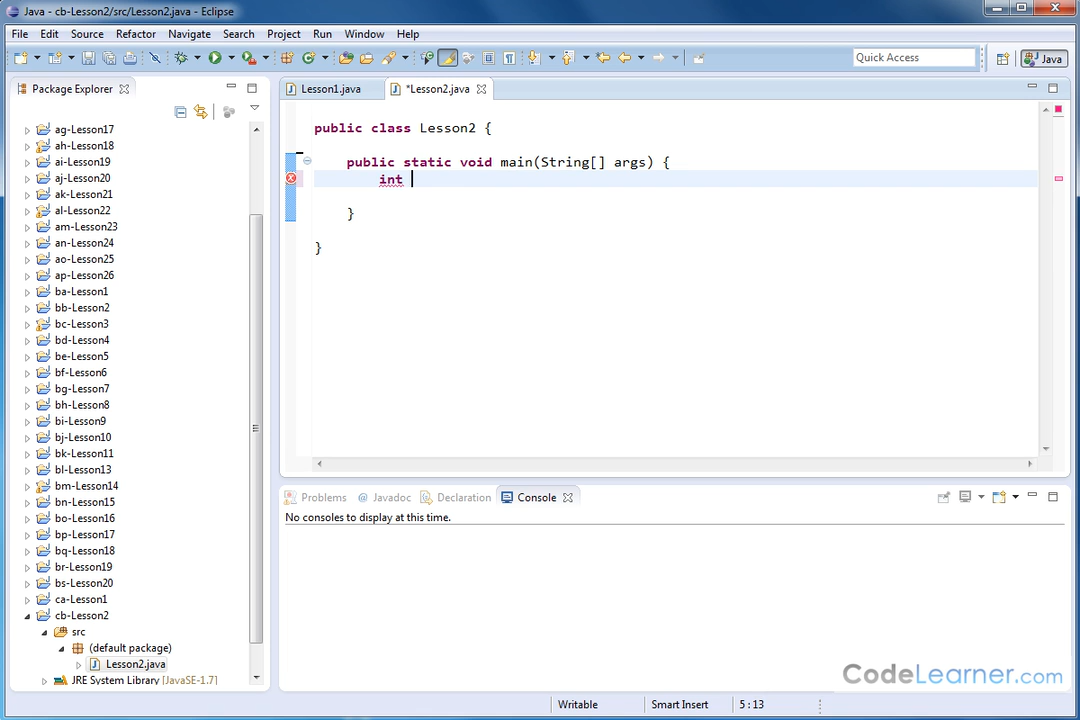 Java - cb-Lesson2/src/Lesson2.java - Eclipse
File Edit Source Refactor Navigate Search Project Run Window Help
Quick Access
Java
Package Explorer
ag-Lesson17
ah-Lesson18
ai-Lesson19
aj-Lesson20
ak-Lesson21
al-Lesson22
am-Lesson23
an-Lesson24
ao-Lesson25
ap-Lesson26
ba-Lesson1
bb-Lesson2
bc-Lesson3
bd-Lesson4
be-Lesson5
bf-Lesson6
bg-Lesson7
bh-Lesson8
bi-Lesson9
bj-Lesson10
bk-Lesson11
bl-Lesson13
bm-Lesson14
bn-Lesson15
bo-Lesson16
bp-Lesson17
bq-Lesson18
br-Lesson19
bs-Lesson20
ca-Lesson1
cb-Lesson2
src
(default package)
Lesson2.java
JRE System Library [JavaSE-1.7]
Lesson1.java
*Lesson2.java
public class Lesson2 {
public static void main(String[] args) {
int
}
}
Problems @ Javadoc Declaration Console
No consoles to display at this time.
CodeLearner.com
Writable
Smart Insert
5 : 13